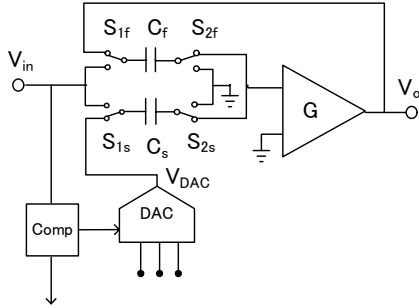 S1f Cf S2f
Vin
Vo
G
S1s Cs S2s
VDAC
Comp
DAC